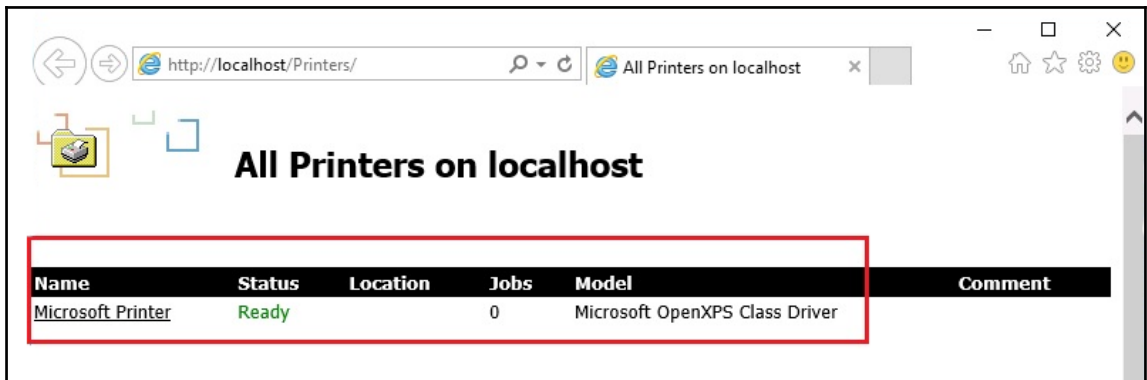 http://localhost/Printers/ All Printers on localhost
All Printers on localhost
Name Status Location Jobs Model Comment
Microsoft Printer Ready 0 Microsoft OpenXPS Class Driver